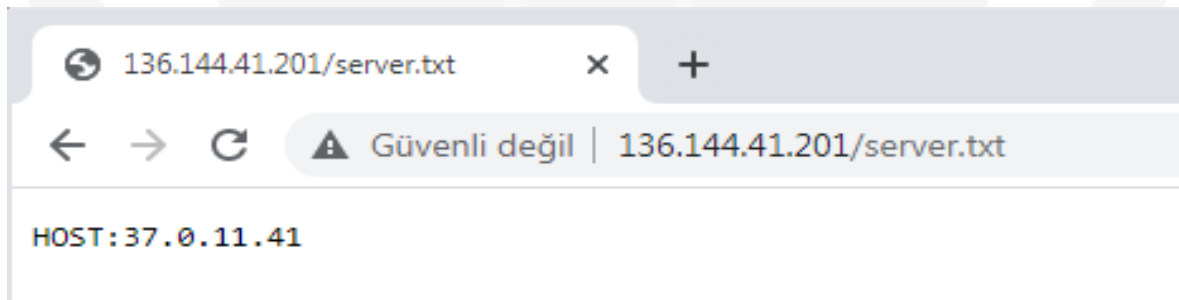 136.144.41.201/server.txt
Güvenli değil | 136.144.41.201/server.txt
HOST:37.0.11.41